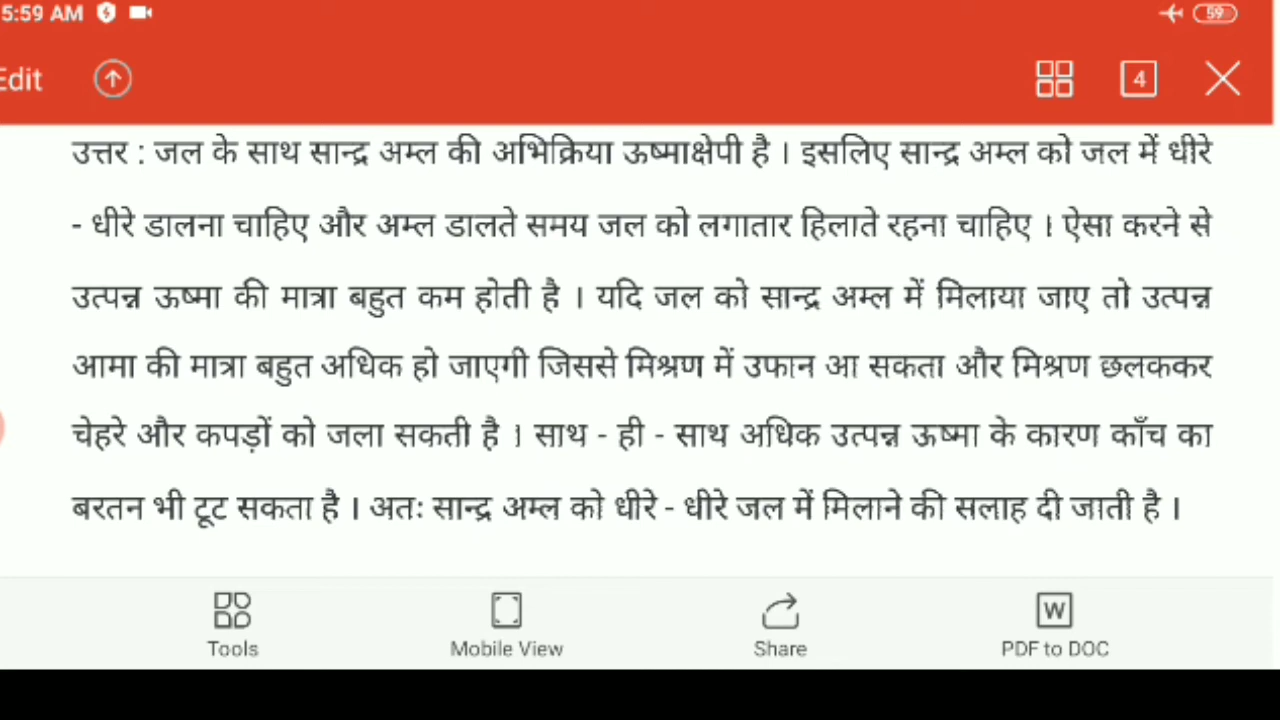 5:59 AM 59
Edit 4
उत्तर : जल के साथ सान्द्र अम्ल की अभिक्रिया ऊष्माक्षेपी है । इसलिए सान्द्र अम्ल को जल में धीरे
- धीरे डालना चाहिए और अम्ल डालते समय जल को लगातार हिलाते रहना चाहिए । ऐसा करने से
उत्पन्न ऊष्मा की मात्रा बहुत कम होती है । यदि जल को सान्द्र अम्ल में मिलाया जाए तो उत्पन्न
आमा की मात्रा बहुत अधिक हो जाएगी जिससे मिश्रण में उफान आ सकता और मिश्रण छलककर
चेहरे और कपड़ों को जला सकती है । साथ - ही - साथ अधिक उत्पन्न ऊष्मा के कारण काँच का
बरतन भी टूट सकता है । अतः सान्द्र अम्ल को धीरे - धीरे जल में मिलाने की सलाह दी जाती है ।
Tools Mobile View Share PDF to DOC